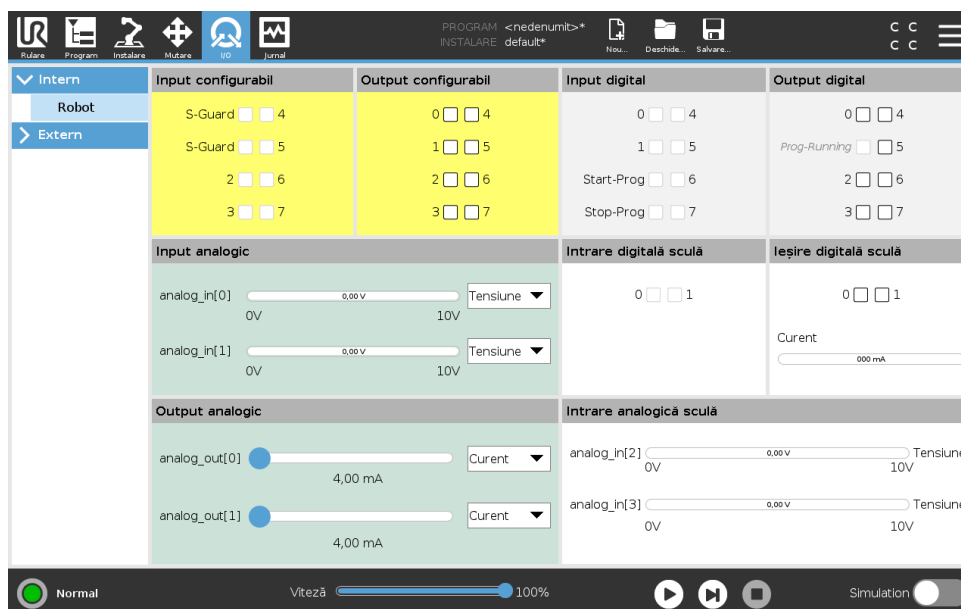 PROGRAM <nedenumit>*
INSTALARE default*
C C
C C
Rulare Program Instalare Mutare I/O Jurnal Nou... Deschide... Salvare...
Intern
Robot
Extern
Input configurabil
S-Guard 4
S-Guard 5
2 6
3 7
Output configurabil
0 4
1 5
2 6
3 7
Input digital
0 4
1 5
Start-Prog 6
Stop-Prog 7
Output digital
0 4
Prog-Running 5
2 6
3 7
Input analogic
analog_in[0] 0,00 V Tensiune
0V 10V
analog_in[1] 0,00 V Tensiune
0V 10V
Intrare digitală sculă
0 1
Ieșire digitală sculă
0 1
Curent
000 mA
Output analogic
analog_out[0] Curent
4,00 mA
analog_out[1] Curent
4,00 mA
Intrare analogică sculă
analog_in[2] 0,00 V Tensiune
0V 10V
analog_in[3] 0,00 V Tensiune
0V 10V
Normal Viteză 100% Simulation